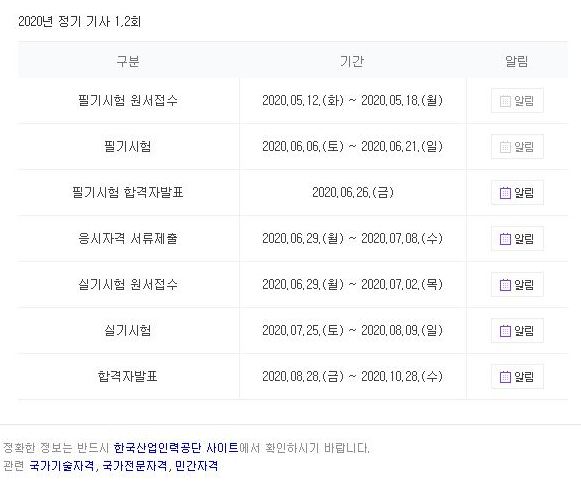 2020년 정기 기사 1,2회
구분 기간 알림
필기시험 원서접수 2020.05.12.(화) ~ 2020.05.18.(월) 알림
필기시험 2020.06.06.(토) ~ 2020.06.21.(일) 알림
필기시험 합격자발표 2020.06.26.(금) 알림
응시자격 서류제출 2020.06.29.(월) ~ 2020.07.08.(수) 알림
실기시험 원서접수 2020.06.29.(월) ~ 2020.07.02.(목) 알림
실기시험 2020.07.25.(토) ~ 2020.08.09.(일) 알림
합격자발표 2020.08.28.(금) ~ 2020.10.28.(수) 알림
정확한 정보는 반드시 한국산업인력공단 사이트에서 확인하시기 바랍니다.
관련 국가기술자격, 국가전문자격, 민간자격